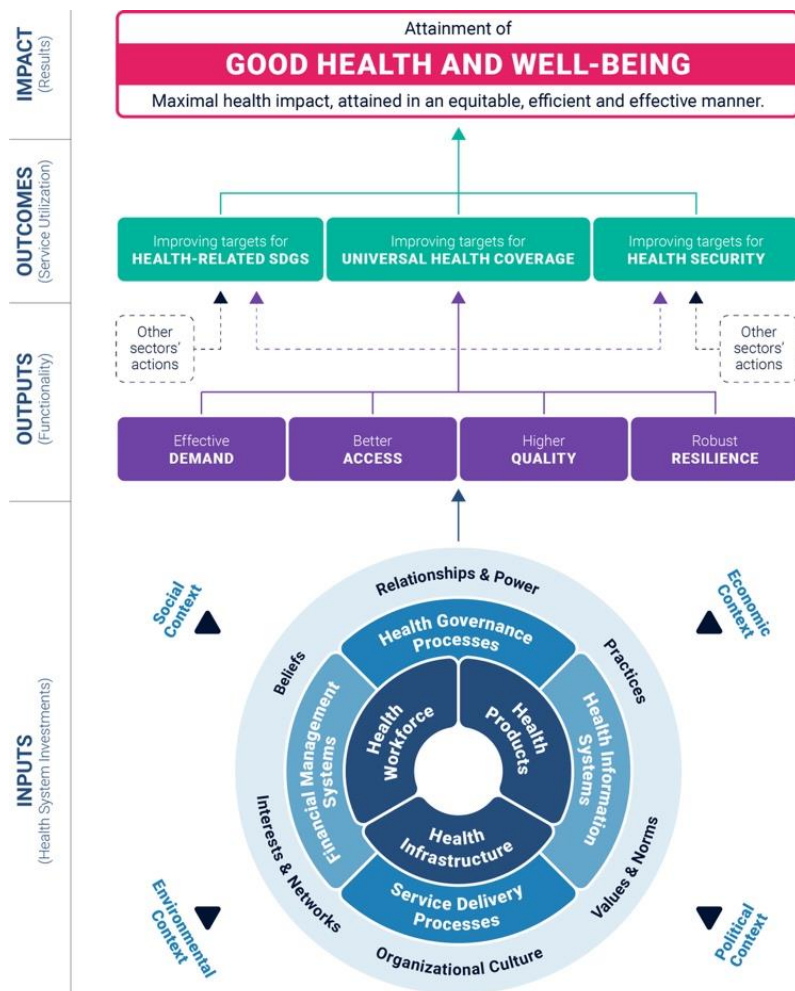 IMPACT
(Results)
Attainment of
GOOD HEALTH AND WELL-BEING
Maximal health impact, attained in an equitable, efficient and effective manner.
OUTCOMES
(Service Utilization)
Improving targets for
HEALTH-RELATED SDGS
Improving targets for
UNIVERSAL HEALTH COVERAGE
Improving targets for
HEALTH SECURITY
OUTPUTS
(Functionality)
Other
sectors'
actions
Other
sectors'
actions
Effective
DEMAND
Better
ACCESS
Higher
QUALITY
Robust
RESILIENCE
INPUTS
(Health System Investments)
Social
Context
Economic
Context
Relationships & Power
Beliefs
Practices
Health Governance
Processes
Financial Management
Systems
Health
Workforce
Health
Products
Health Information
Systems
Health
Infrastructure
Service Delivery
Processes
Interests & Networks
Values & Norms
Organizational Culture
Environmental
Context
Political
Context